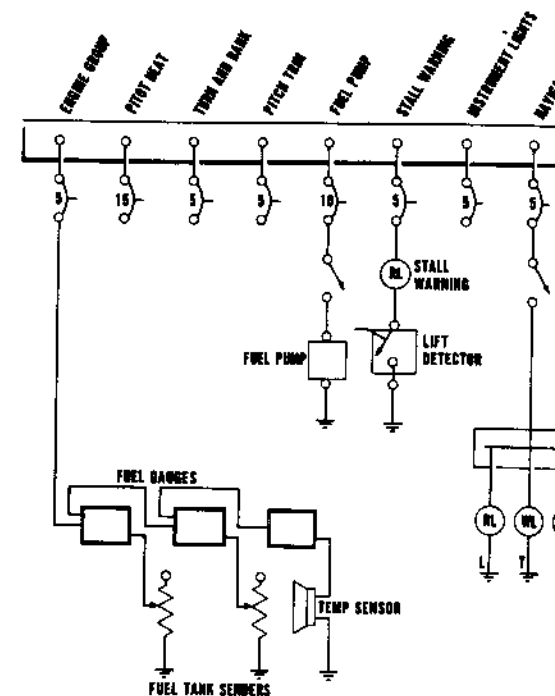 ENGINE GROUP
PITOT HEAT
TURN AND BANK
PITCH TRIM
FUEL PUMP
STALL WARNING
INSTRUMENT LIGHTS
5
15
5
5
10
5
5
5
RL
STALL
WARNING
FUEL PUMP
LIFT
DETECTOR
FUEL GAUGES
RL
WL
L
T
TEMP SENSOR
FUEL TANK SENDERS